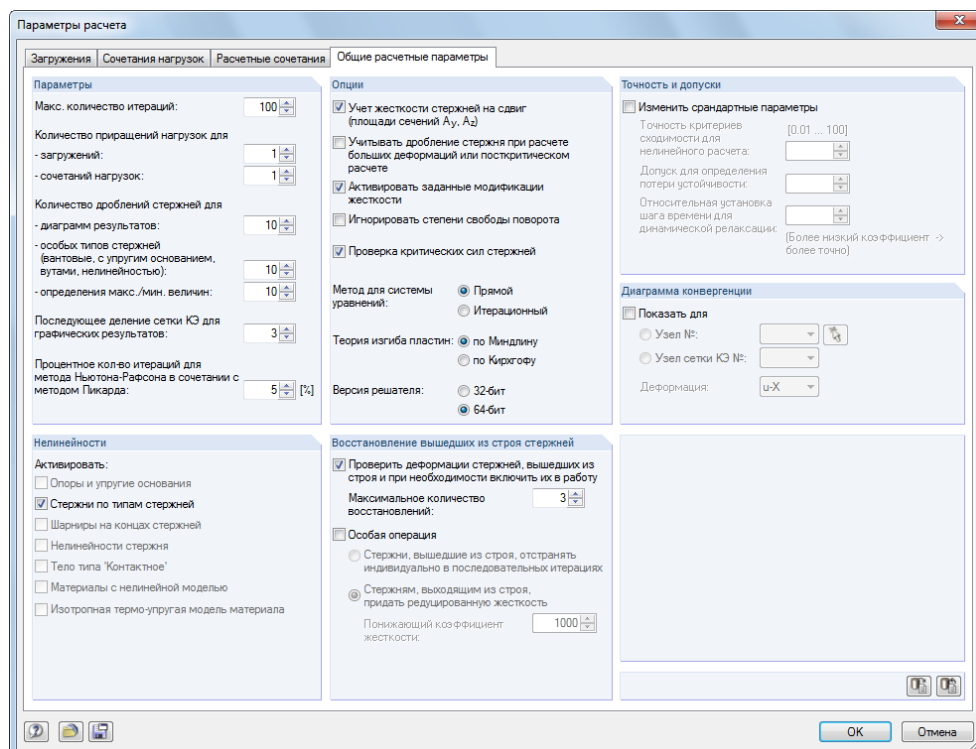 Параметры расчета
Загружения
Сочетания нагрузок
Расчетные сочетания
Общие расчетные параметры
Параметры
Макс. количество итераций:
100
Количество приращений нагрузок для
- загружений:
1
- сочетаний нагрузок:
1
Количество дроблений стержней для
- диаграмм результатов:
10
- особых типов стержней
(вантовые, с упругим основанием,
вутами, нелинейностью):
10
- определения макс./мин. величин:
10
Последующее деление сетки КЭ для
графических результатов:
3
Процентное кол-во итераций для
метода Ньютона-Рафсона в сочетании с
методом Пикарда:
5 [%]
Опции
Учет жесткости стержней на сдвиг
(площади сечений Ay, Az)
Учитывать дробление стержня при расчете
больших деформаций или посткритическом
расчете
Активировать заданные модификации
жесткости
Игнорировать степени свободы поворота
Проверка критических сил стержней
Метод для системы
уравнений:
Прямой
Итерационный
Теория изгиба пластин:
по Миндлину
по Кирхгофу
Версия решателя:
32-бит
64-бит
Точность и допуски
Изменить срандартные параметры
Точность критериев
сходимости для
нелинейного расчета:
[0.01 ... 100]
Допуск для определения
потери устойчивости:
Относительная установка
шага времени для
динамической релаксации:
(Более низкий коэффициент ->
более точно)
Диаграмма конвергенции
Показать для
Узел №:
Узел сетки КЭ №:
Деформация:
u-X
Нелинейности
Активировать:
Опоры и упругие основания
Стержни по типам стержней
Шарниры на концах стержней
Нелинейности стержня
Тело типа 'Контактное'
Материалы с нелинейной моделью
Изотропная термо-упругая модель материала
Восстановление вышедших из строя стержней
Проверить деформации стержней, вышедших из
строя и при необходимости включить их в работу
Максимальное количество
восстановлений:
3
Особая операция
Стержни, вышедшие из строя, отстранять
индивидуально в последовательных итерациях
Стержням, выходящим из строя,
придать редуцированную жесткость
Понижающий коэффициент
жесткости:
1000
OK
Отмена